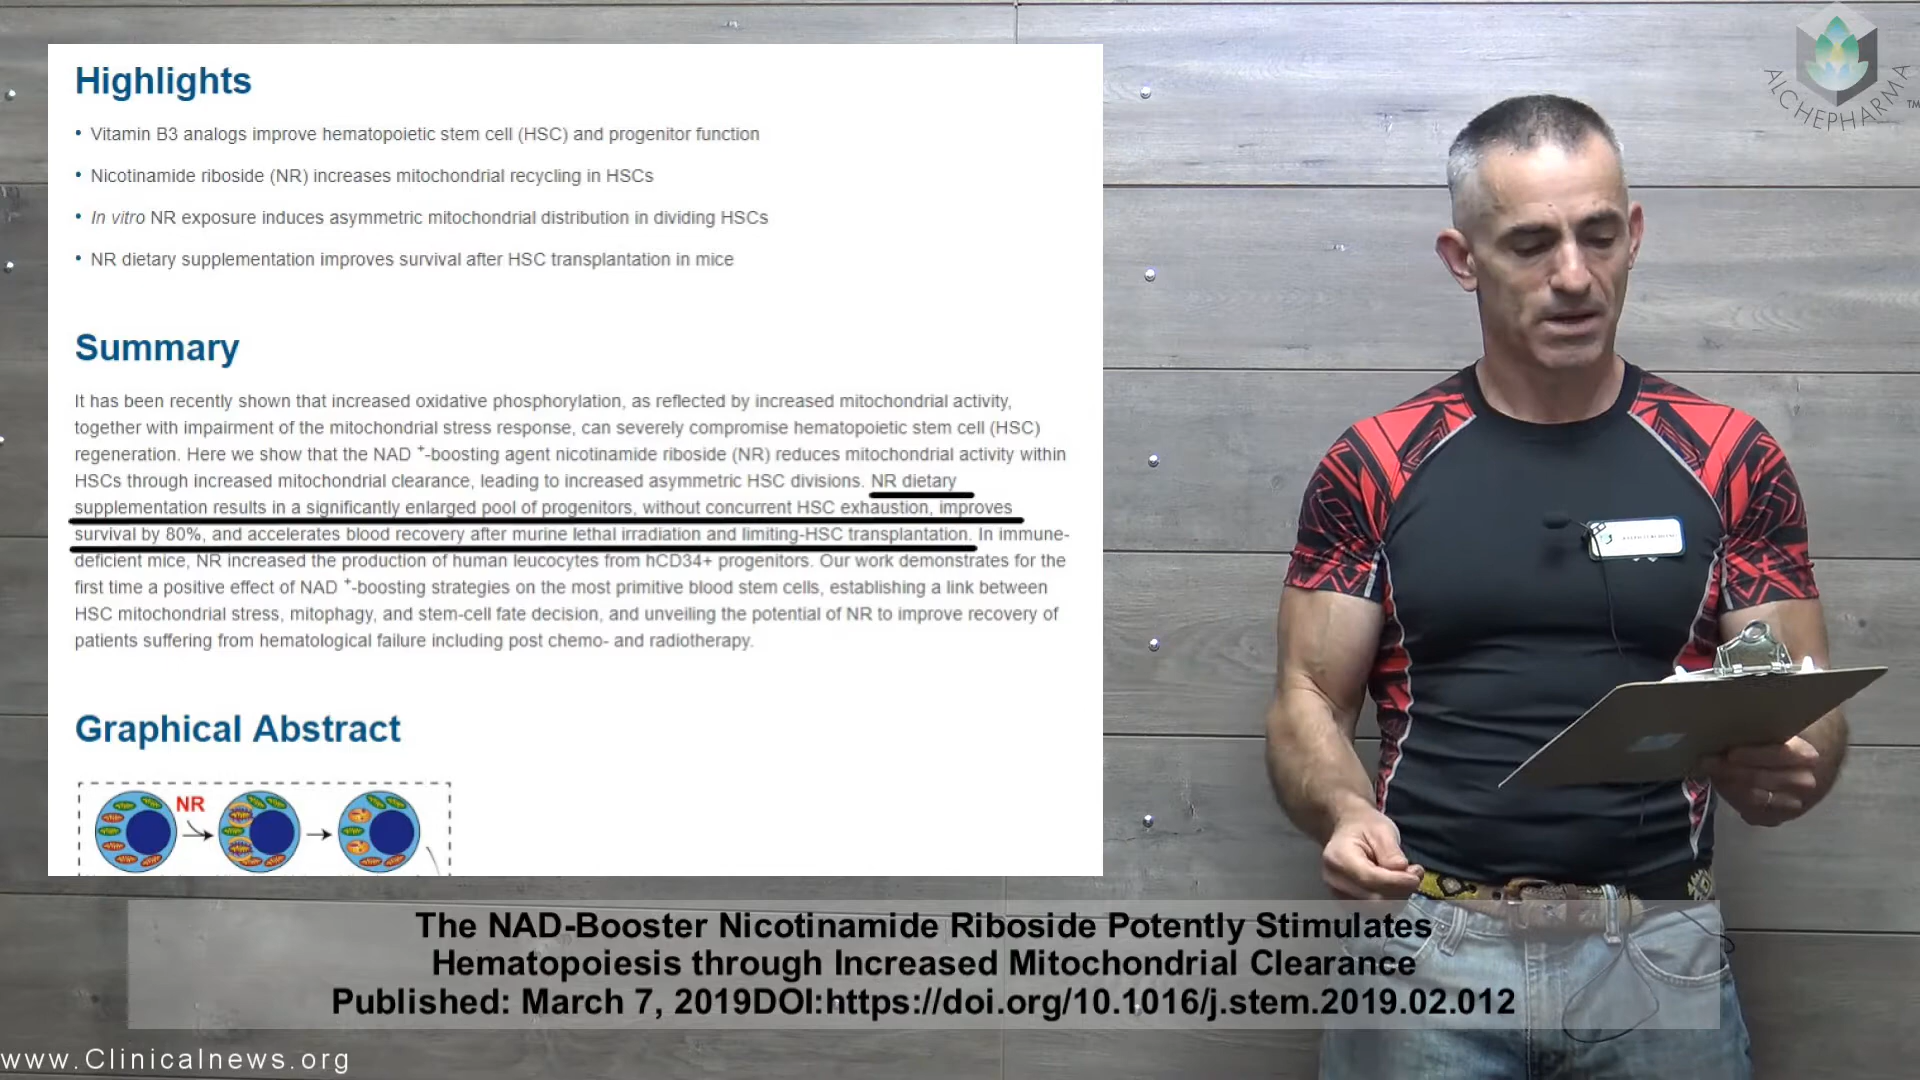 Highlights
• Vitamin B3 analogs improve hematopoietic stem cell (HSC) and progenitor function
• Nicotinamide riboside (NR) increases mitochondrial recycling in HSCs
• In vitro NR exposure induces asymmetric mitochondrial distribution in dividing HSCs
• NR dietary supplementation improves survival after HSC transplantation in mice
Summary
It has been recently shown that increased oxidative phosphorylation, as reflected by increased mitochondrial activity,
together with impairment of the mitochondrial stress response, can severely compromise hematopoietic stem cell (HSC)
regeneration. Here we show that the NAD +-boosting agent nicotinamide riboside (NR) reduces mitochondrial activity within
HSCs through increased mitochondrial clearance, leading to increased asymmetric HSC divisions. NR dietary
supplementation results in a significantly enlarged pool of progenitors, without concurrent HSC exhaustion, improves
survival by 80%, and accelerates blood recovery after murine lethal irradiation and limiting-HSC transplantation. In immune-
deficient mice, NR increased the production of human leucocytes from hCD34+ progenitors. Our work demonstrates for the
first time a positive effect of NAD +-boosting strategies on the most primitive blood stem cells, establishing a link between
HSC mitochondrial stress, mitophagy, and stem-cell fate decision, and unveiling the potential of NR to improve recovery of
patients suffering from hematological failure including post chemo- and radiotherapy.
Graphical Abstract
NR
ALCHEPHARMA
TM
The NAD-Booster Nicotinamide Riboside Potently Stimulates
Hematopoiesis through Increased Mitochondrial Clearance
Published: March 7, 2019DOI:https://doi.org/10.1016/j.stem.2019.02.012
www.Clinicalnews.org